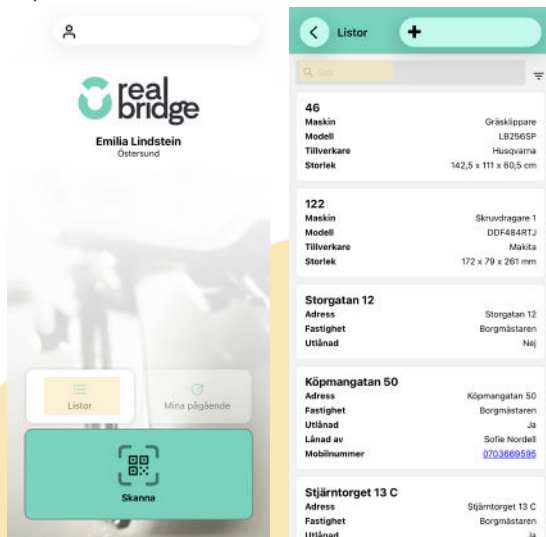 real
bridge
Emilia Lindstein
Östersund
Listor
Mina pågående
Skanna
Listor
Sök
46
Maskin Gräsklippare
Modell LB256SP
Tillverkare Husqvarna
Storlek 142,5 x 111 x 60,5 cm
122
Maskin Skruvdragare 1
Modell DDF484RTJ
Tillverkare Makita
Storlek 172 x 79 x 261 mm
Storgatan 12
Adress Storgatan 12
Fastighet Borgmästaren
Utlånad Nej
Köpmangatan 50
Adress Köpmangatan 50
Fastighet Borgmästaren
Utlånad Ja
Lånad av Sofie Nordell
Mobilnummer 0703669595
Stjärntorget 13 C
Adress Stjärntorget 13 C
Fastighet Borgmästaren
Utlånad Ja